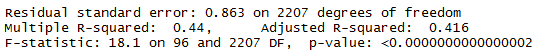 Residual standard error: 0.863 on 2207 degrees of freedom
Multiple R-squared:  0.44,      Adjusted R-squared:  0.416
F-statistic: 18.1 on 96 and 2207 DF,  p-value: <0.0000000000000002